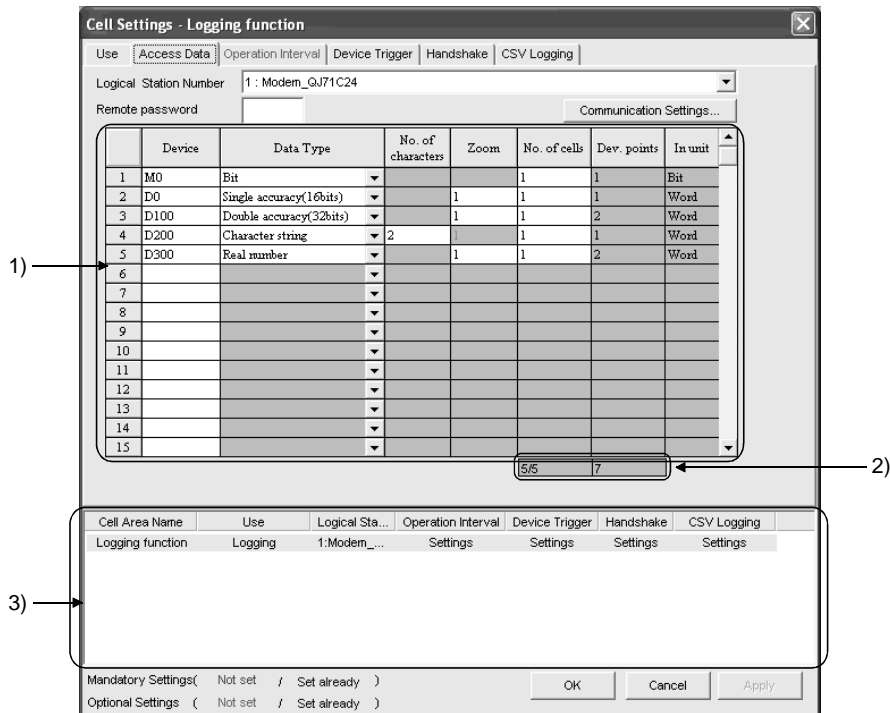 Cell Settings - Logging function
Use Access Data Operation Interval Device Trigger Handshake CSV Logging
Logical Station Number 1 : Modem_QJ71C24
Remote password Communication Settings...
Device Data Type No. of characters Zoom No. of cells Dev. points In unit
1 M0 Bit 1 1 Bit
2 D0 Single accuracy(16bits) 1 1 1 Word
3 D100 Double accuracy(32bits) 1 1 2 Word
4 D200 Character string 2 1 1 1 Word
5 D300 Real number 1 1 2 Word
1)
6
7
8
9
10
11
12
13
14
15
5/5 7
2)
Cell Area Name Use Logical Sta... Operation Interval Device Trigger Handshake CSV Logging
Logging function Logging 1:Modem_... Settings Settings Settings Settings
3)
Mandatory Settings( Not set / Set already )
OK Cancel Apply
Optional Settings ( Not set / Set already )